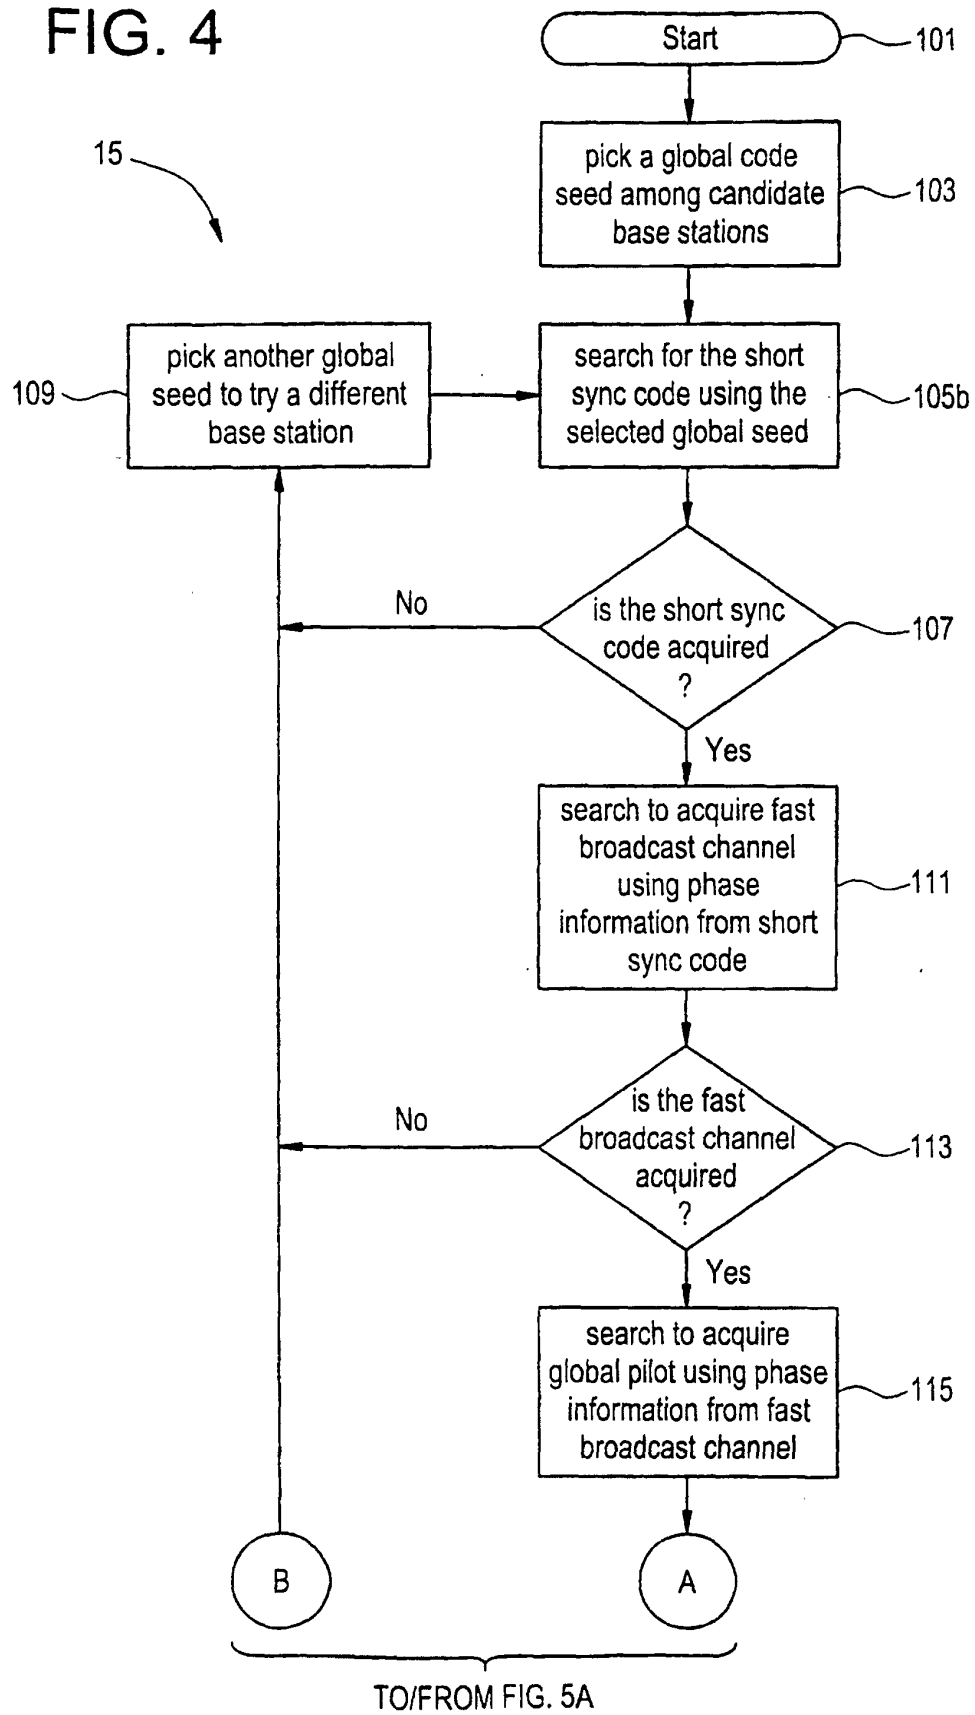 FIG. 4
Start
101
15
pick a global code
seed among candidate
base stations
103
pick another global
seed to try a different
base station
109
search for the short
sync code using the
selected global seed
105b
No
is the short sync
code acquired
?
107
Yes
search to acquire fast
broadcast channel
using phase
information from short
sync code
111
No
is the fast
broadcast channel
acquired
?
113
Yes
search to acquire
global pilot using phase
information from fast
broadcast channel
115
B
A
TO/FROM FIG. 5A